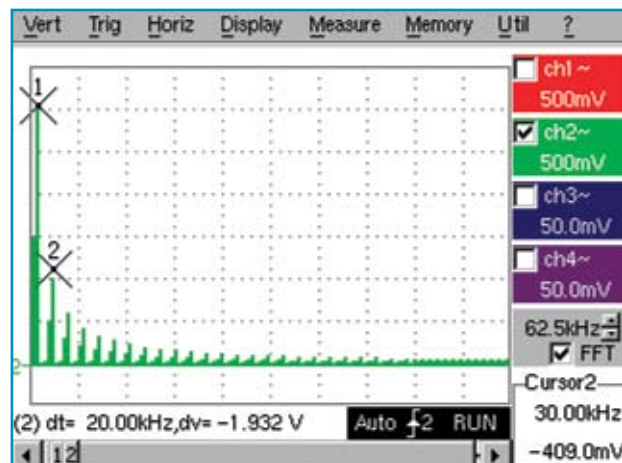 Vert Trig Horiz Display Measure Memory Util ?
1
2
2
ch1~
500mV
ch2~
500mV
ch3~
50.0mV
ch4~
50.0mV
62.5kHz
FFT
Cursor2
30.00kHz
-409.0mV
(2) dt= 20.00kHz,dv= -1.932 V
Auto 2 RUN
12